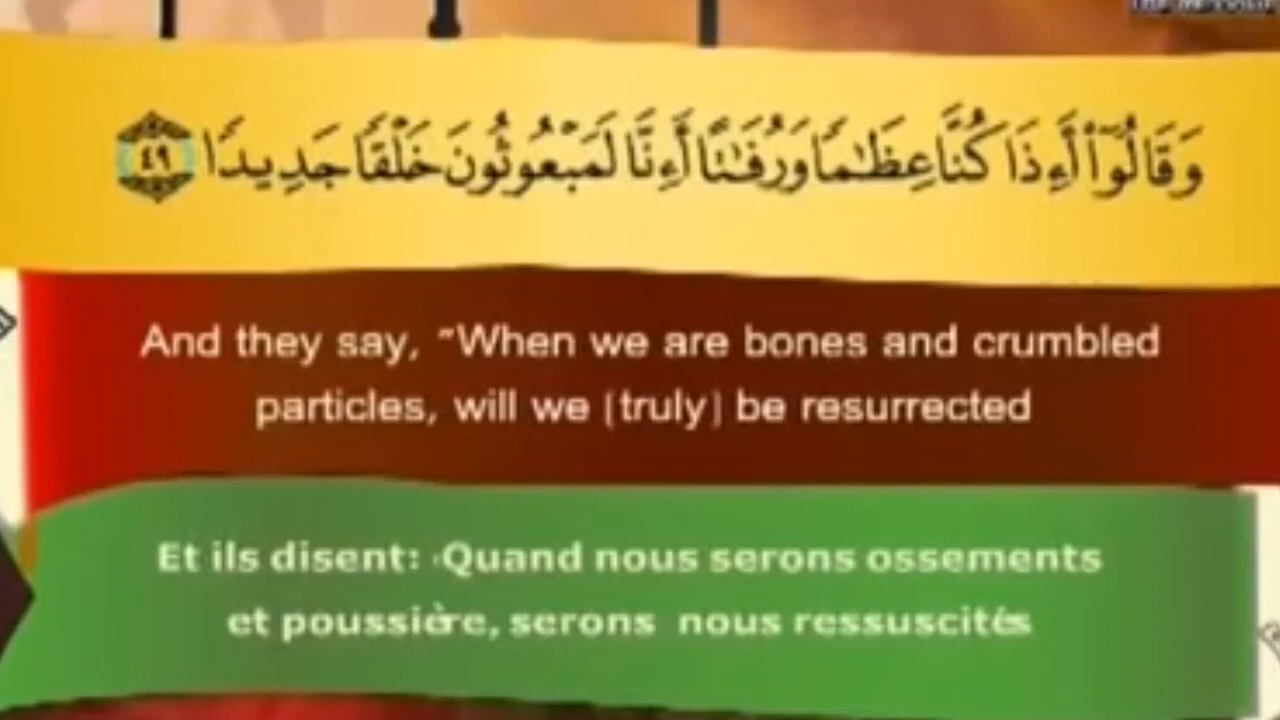 وَقَالُوٓا۟ أَءِذَا كُنَّا عِظَـٰمًا وَرُفَـٰتًا أَءِنَّا لَمَبْعُوثُونَ خَلْقًا جَدِيدًا ٤٩
And they say, "When we are bones and crumbled
particles, will we [truly] be resurrected
Et ils disent: «Quand nous serons ossements
et poussière, serons nous ressuscités